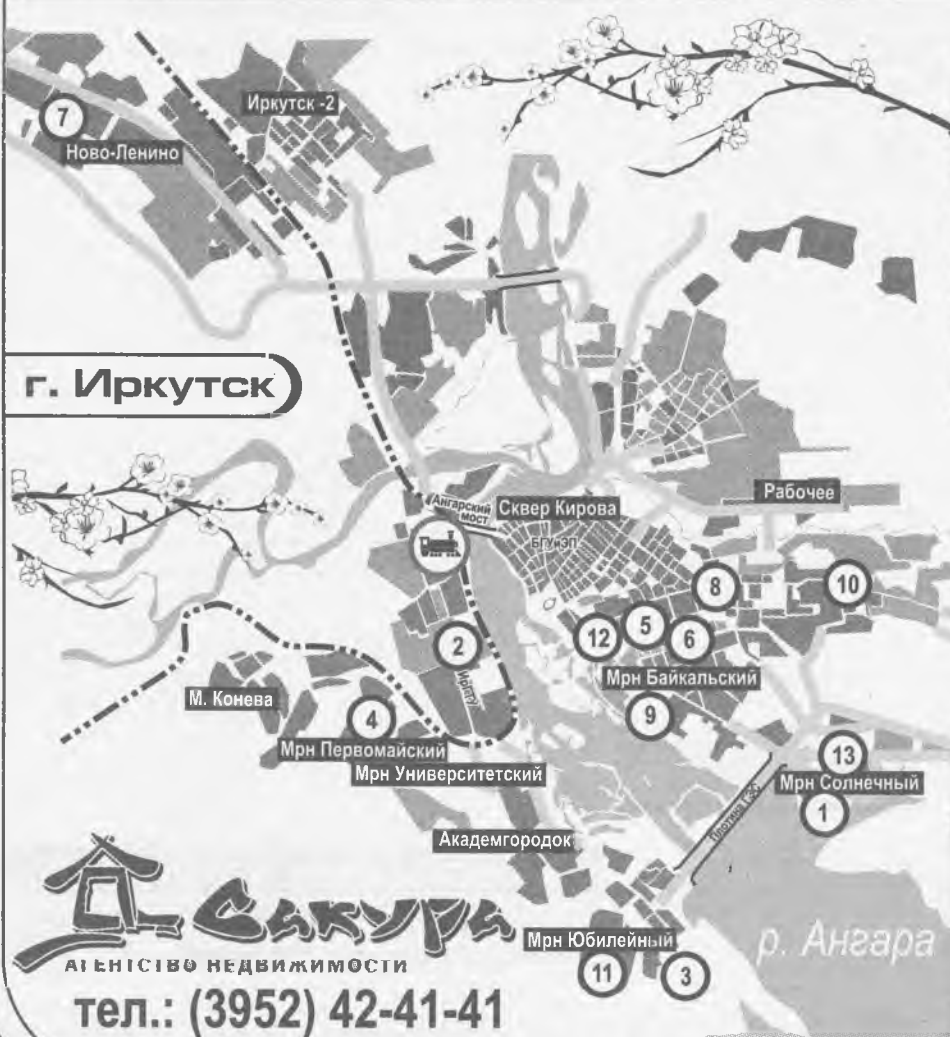 Иркутск -2
7
Ново-Ленино
г. Иркутск
Ангарский
мост
Сквер Кирова
Рабочее
БГУиЭП
8
10
12
5
6
2
ИрГТУ
Мрн Байкальский
М. Конева
4
9
Мрн Первомайский
13
Мрн Университетский
Мрн Солнечный
1
Плотина ГЭС
Академгородок
Сакура
Мрн Юбилейный
р. Ангара
АГЕНТСТВО НЕДВИЖИМОСТИ
11
3
тел.: (3952) 42-41-41